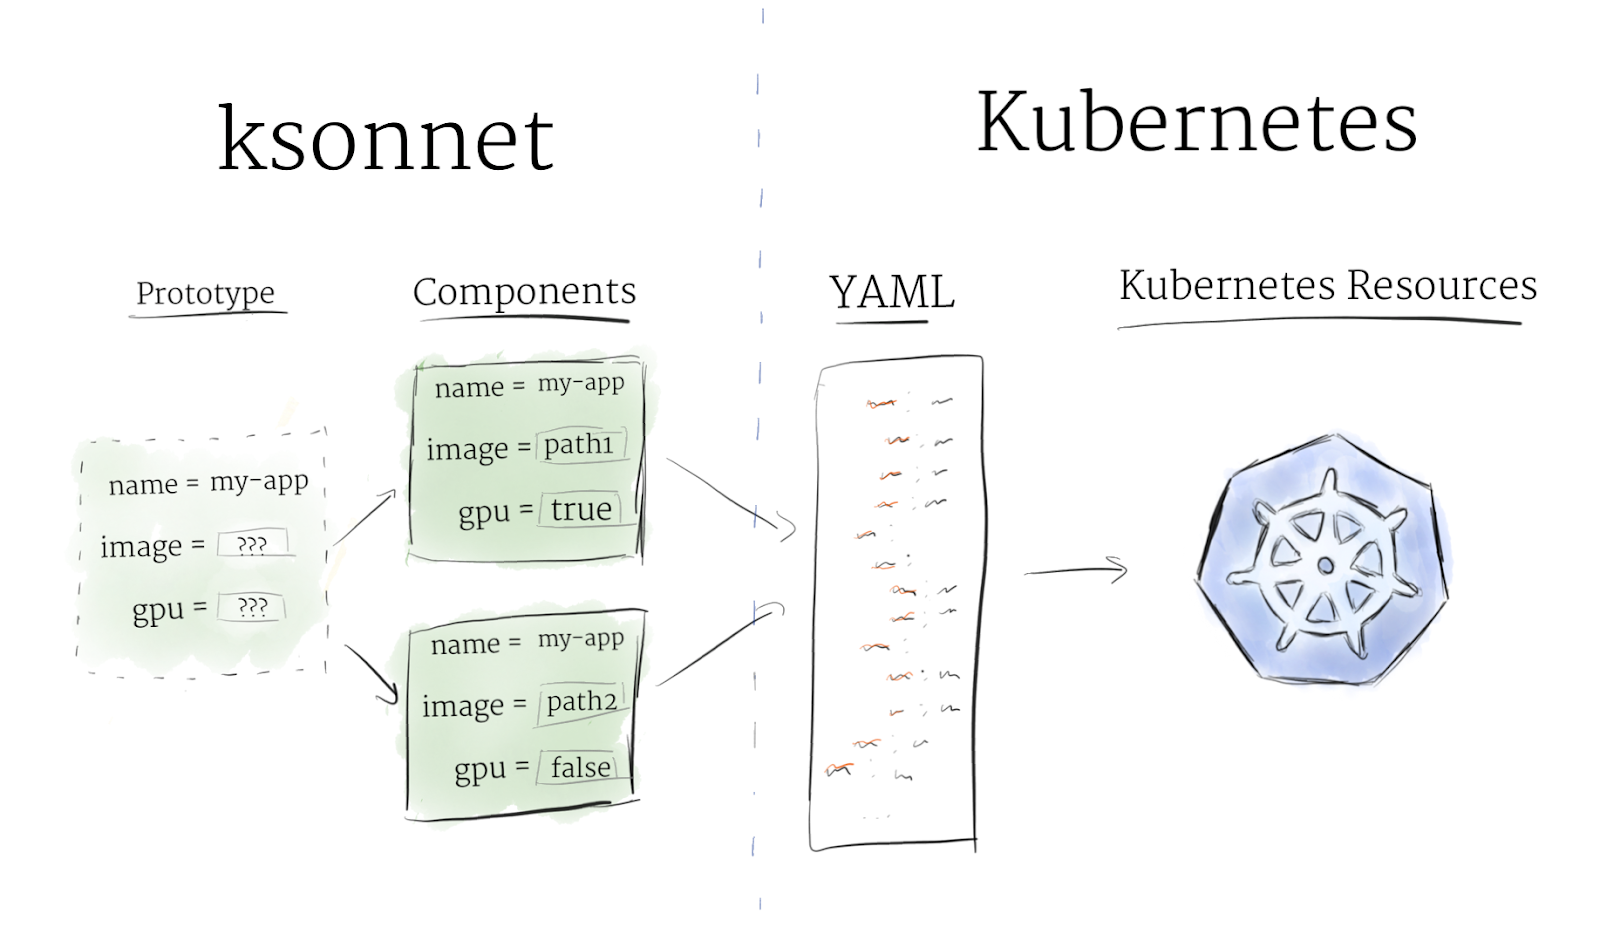 ksonnet
Kubernetes
Prototype
Components
YAML
Kubernetes Resources
name = my-app
image = ???
gpu = ???
name = my-app
image = path1
gpu = true
name = my-app
image = path2
gpu = false
...